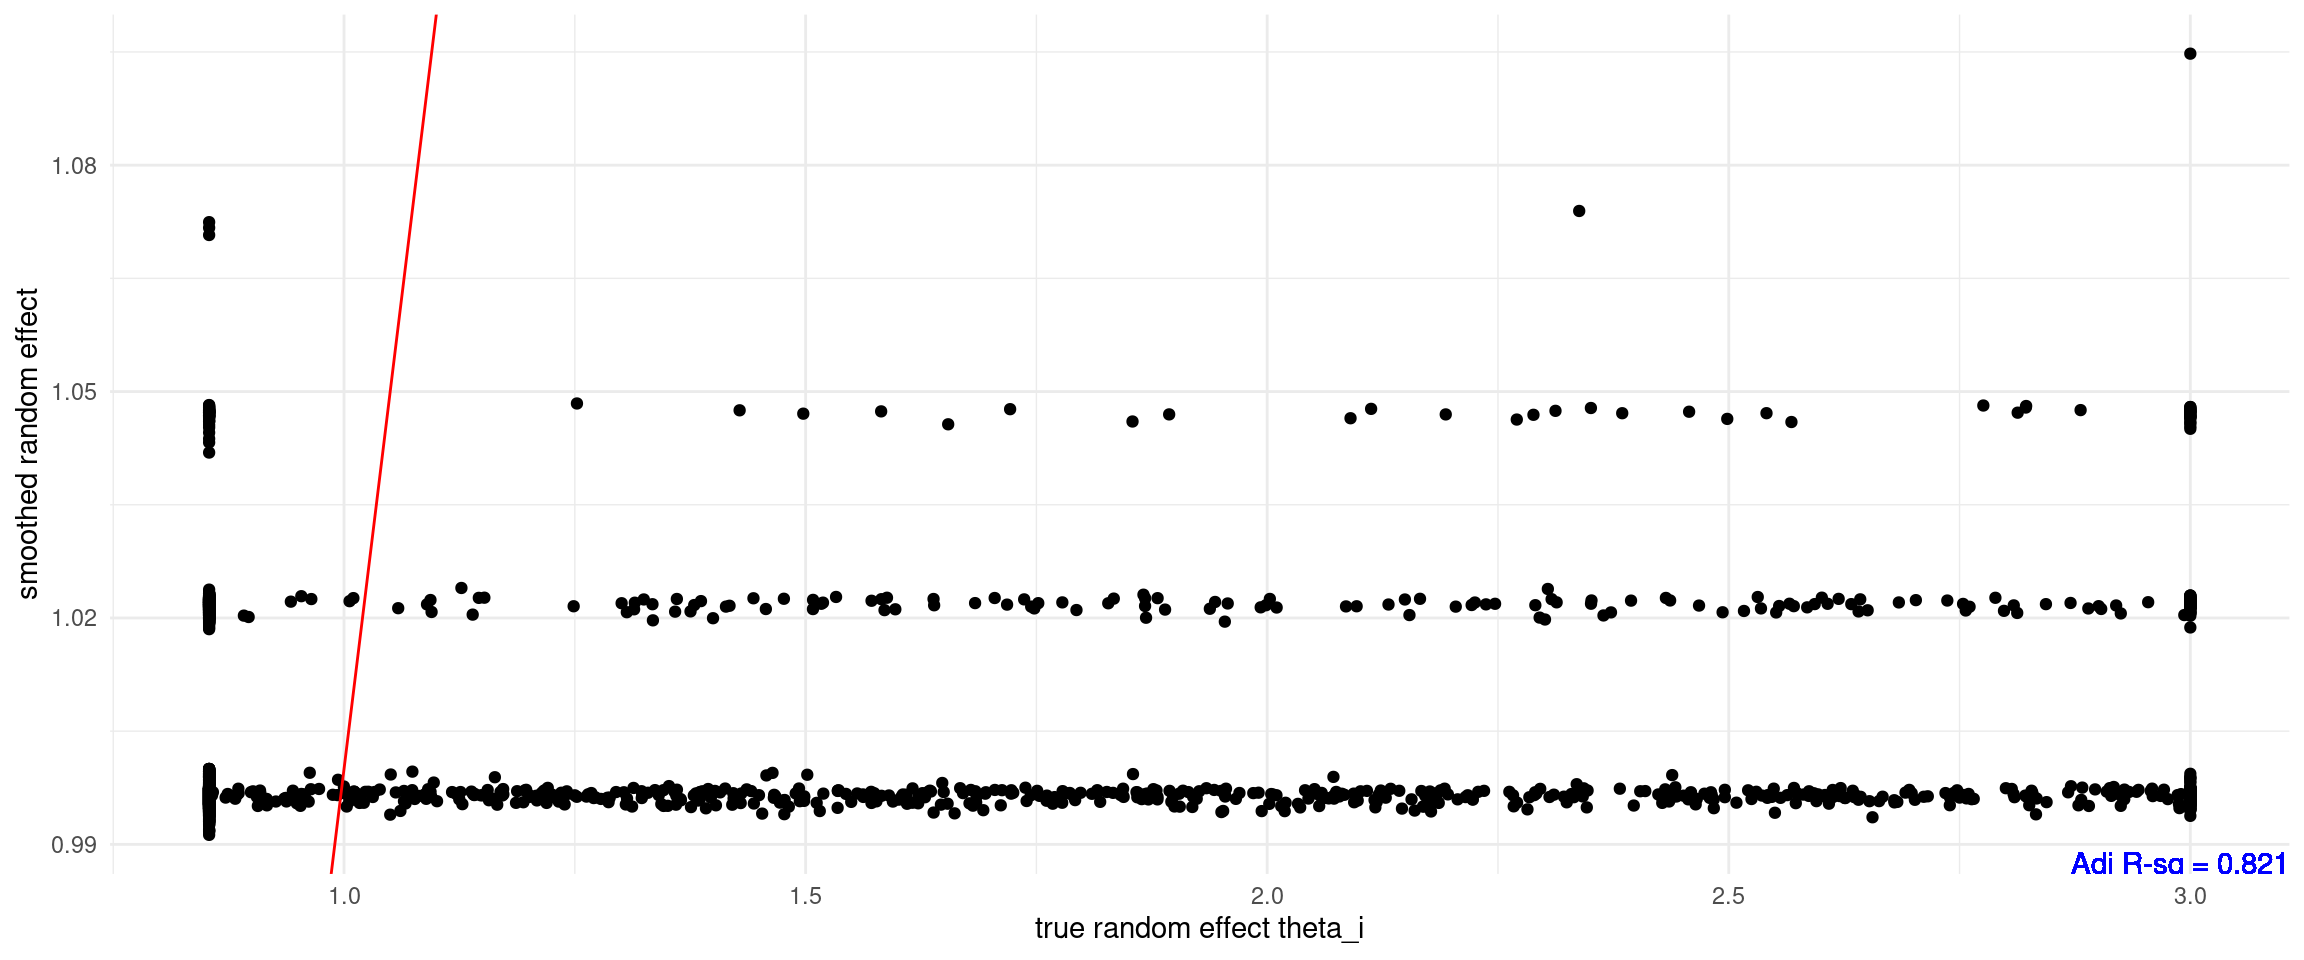 smoothed random effect
1.08
1.05
1.02
0.99
Adj R-sq = 0.821
1.0 1.5 2.0 2.5 3.0
true random effect theta_i